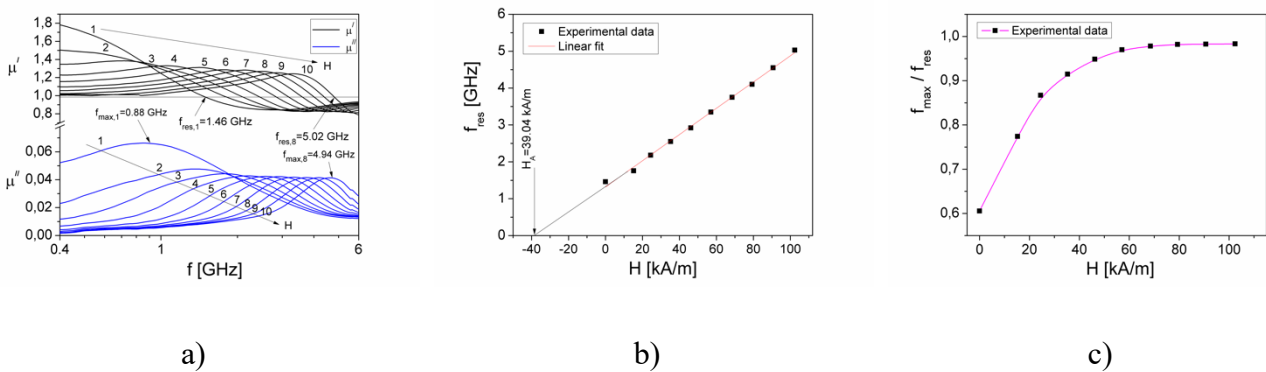 1,8
1,6
1,4
1,2
1,0
0,8
μ'
1
2
3 4 5 6 7 8 9 10
H
μ'
μ''
f_max,1=0.88 GHz
f_res,1=1.46 GHz
f_res,8=5.02 GHz
f_max,8=4.94 GHz
0,06
0,04
0,02
0,00
μ''
1
2
3
4
5
6
7
8
9
10
H
0.4 1 6
f [GHz]
a)
6
5
4
3
2
1
0
f_res [GHz]
Experimental data
Linear fit
H_A=39.04 kA/m
-40 -20 0 20 40 60 80 100
H [kA/m]
b)
1,0
0,9
0,8
0,7
0,6
f_max / f_res
Experimental data
0 20 40 60 80 100
H [kA/m]
c)